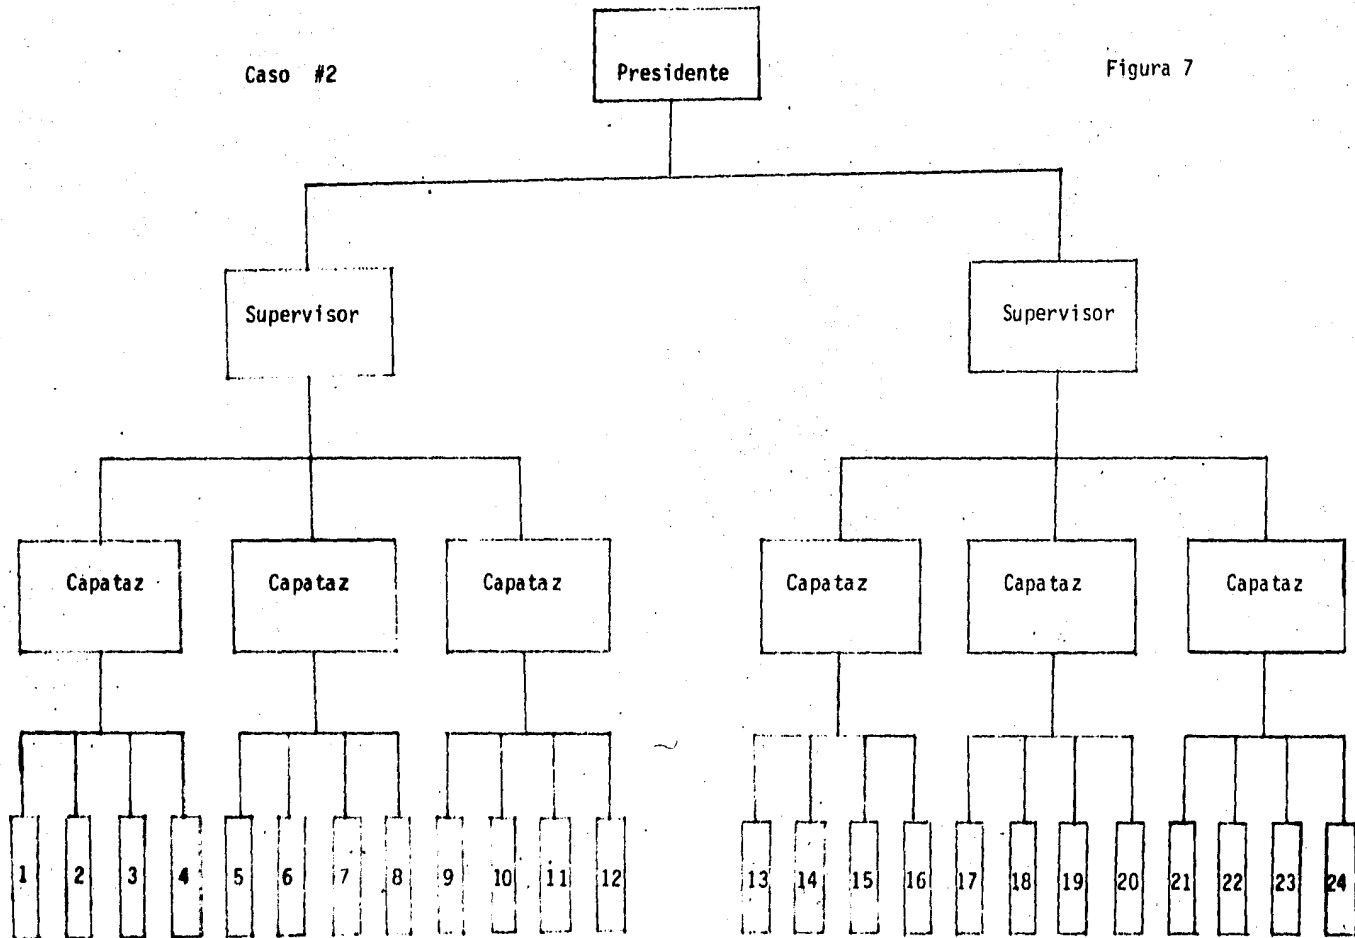 Caso #2
Presidente
Figura 7
Supervisor
Supervisor
Capataz
Capataz
Capataz
Capataz
Capataz
Capataz
1 2 3 4 5 6 7 8 9 10 11 12 13 14 15 16 17 18 19 20 21 22 23 24